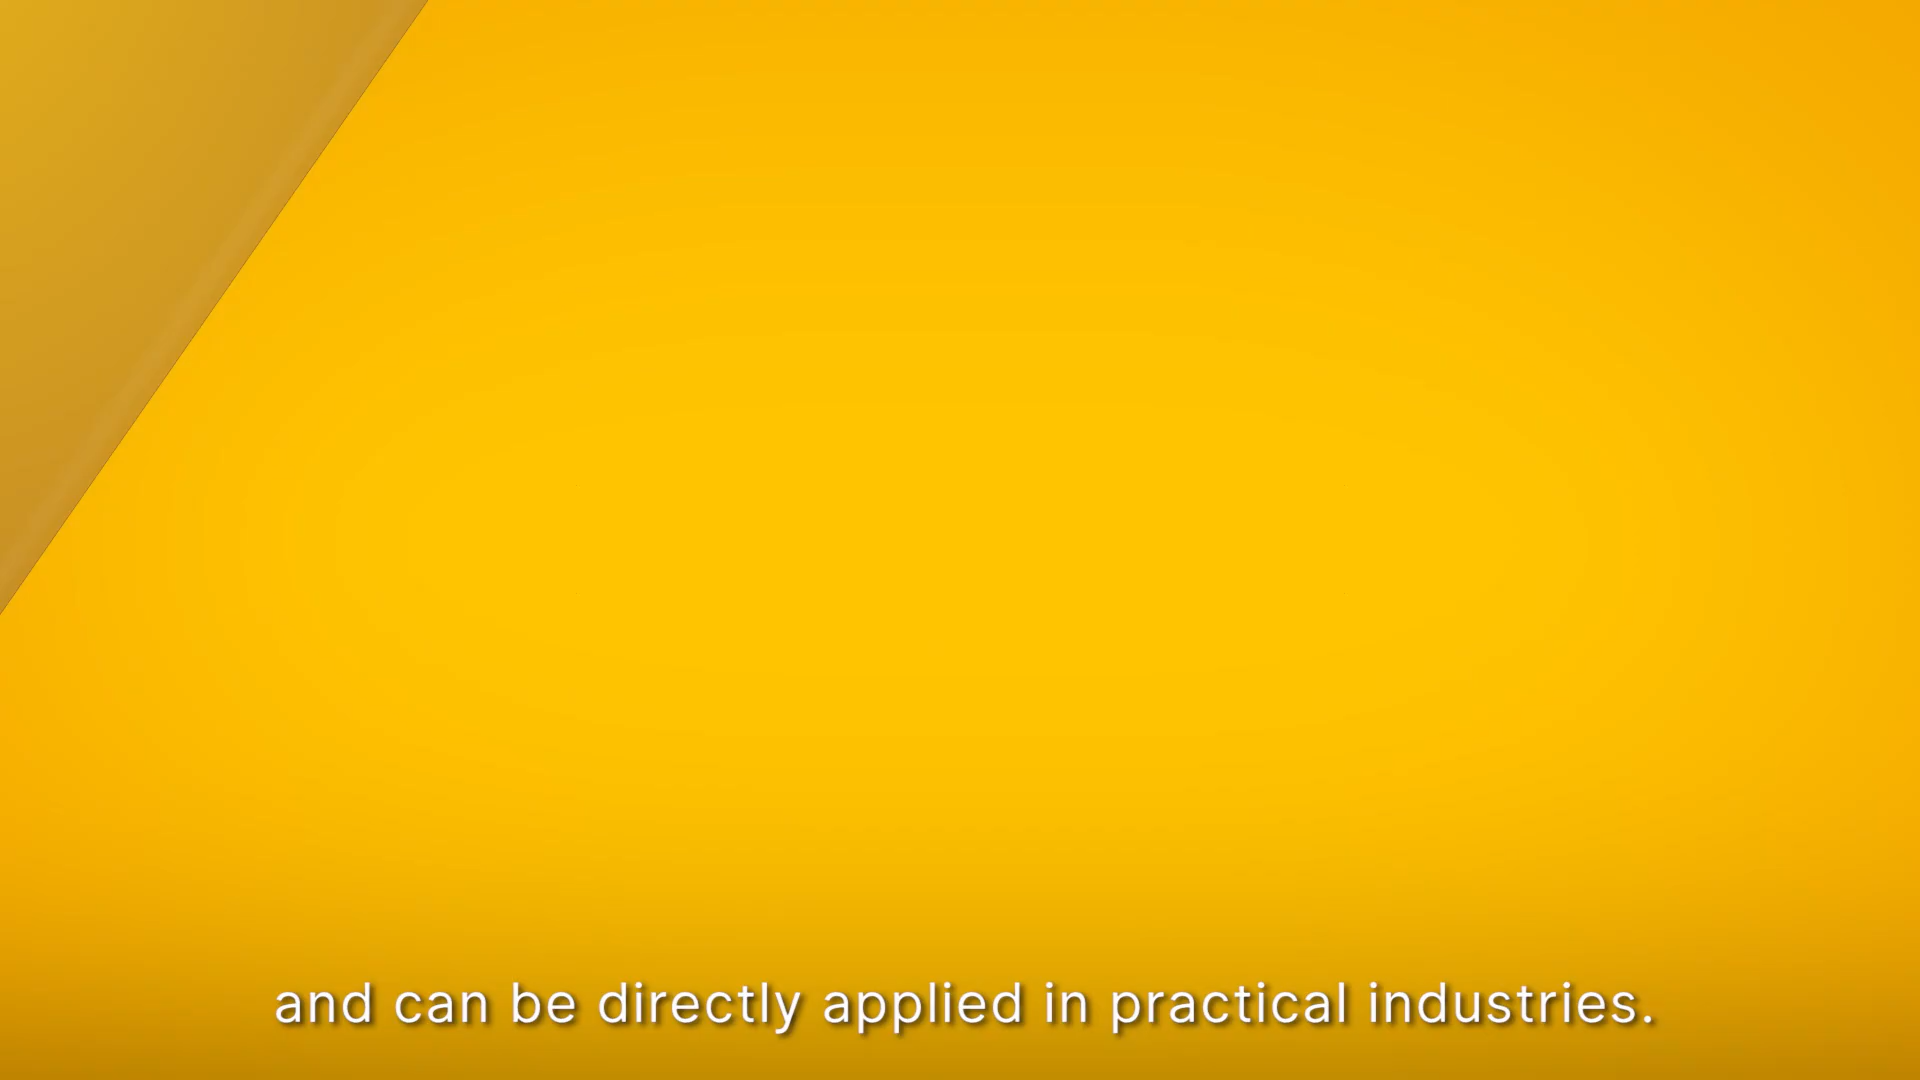 and can be directly applied in practical industries.